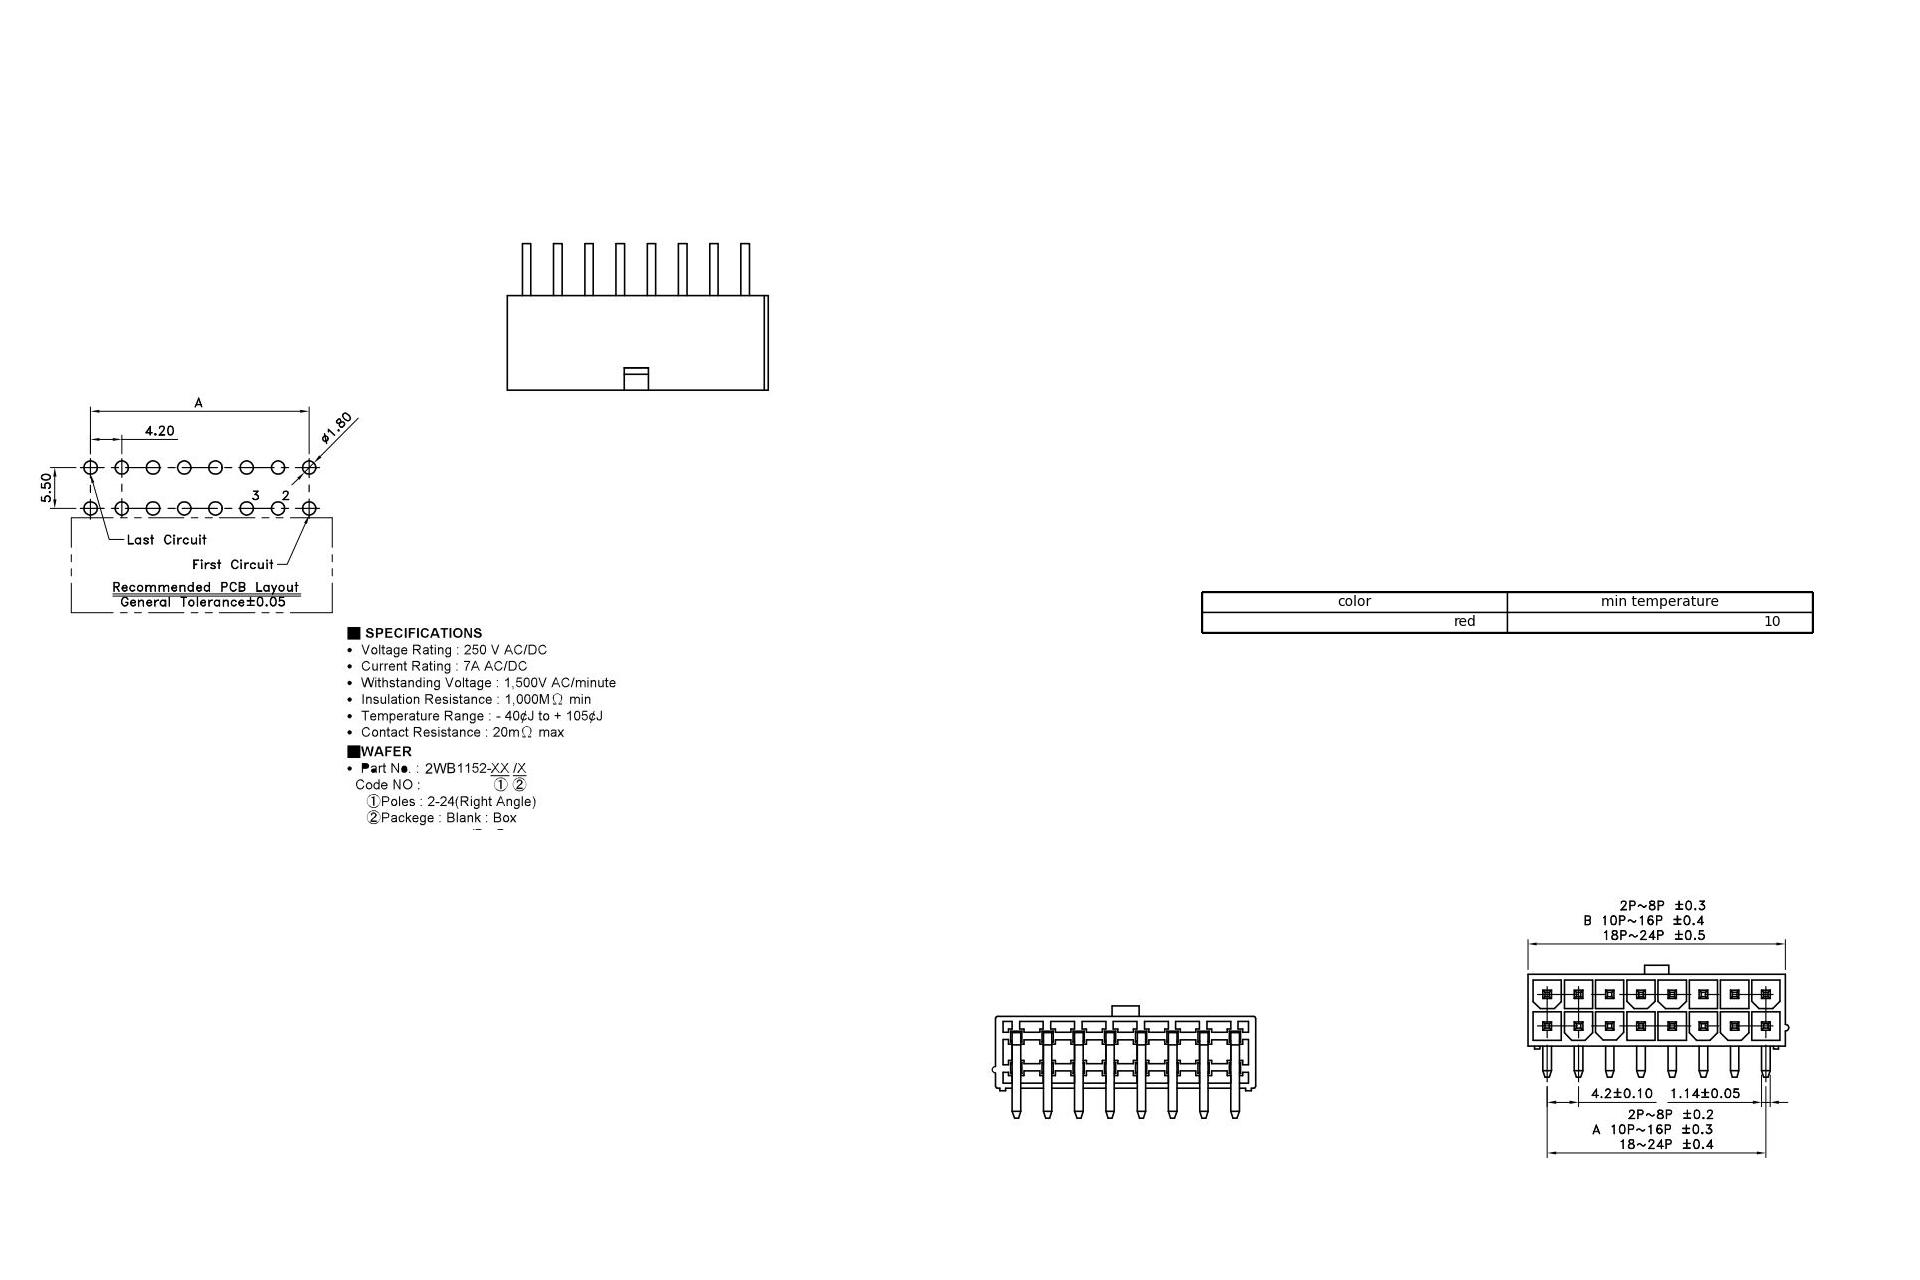 A
4.20
ø1.80
5.50
3 2
Last Circuit
First Circuit
Recommended PCB Layout
General Tolerance±0.05
color min temperature
red 10
■ SPECIFICATIONS
• Voltage Rating : 250 V AC/DC
• Current Rating : 7A AC/DC
• Withstanding Voltage : 1,500V AC/minute
• Insulation Resistance : 1,000MΩ min
• Temperature Range : - 40¢J to + 105¢J
• Contact Resistance : 20mΩ max
■WAFER
• Part No. : 2WB1152-XX /X
Code NO : ① ②
①Poles : 2-24(Right Angle)
②Packege : Blank : Box
2P~8P ±0.3
B 10P~16P ±0.4
18P~24P ±0.5
4.2±0.10 1.14±0.05
2P~8P ±0.2
A 10P~16P ±0.3
18~24P ±0.4